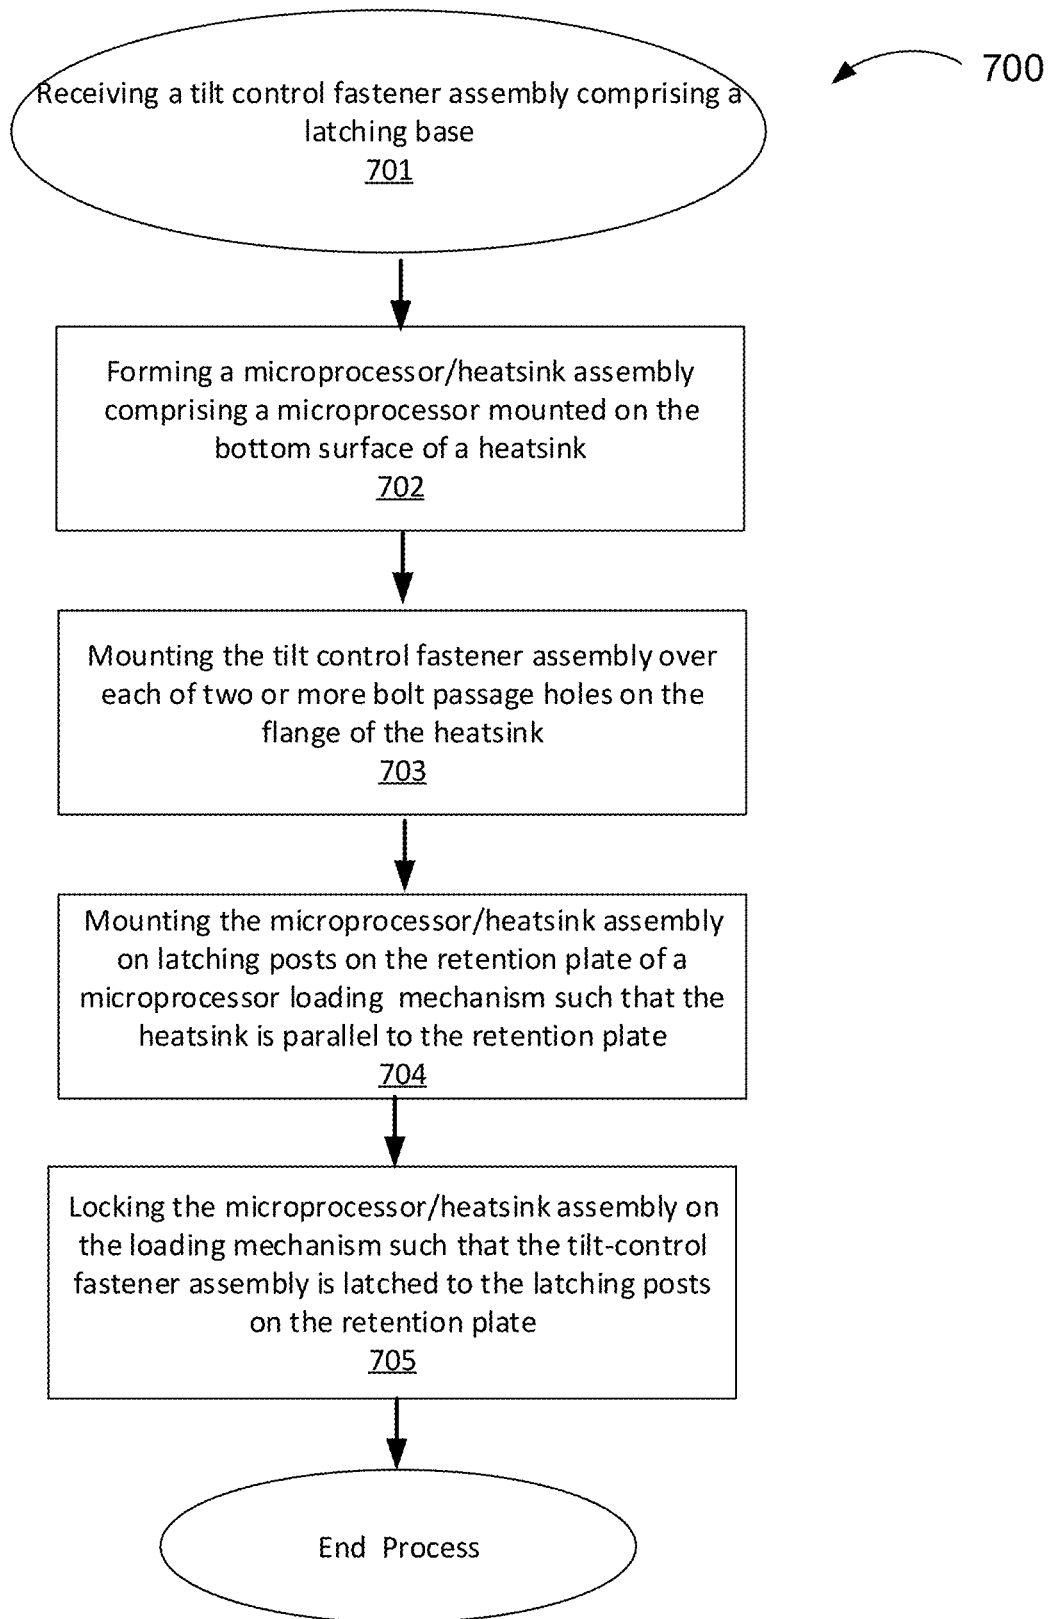 700
Receiving a tilt control fastener assembly comprising a
latching base
701
Forming a microprocessor/heatsink assembly
comprising a microprocessor mounted on the
bottom surface of a heatsink
702
Mounting the tilt control fastener assembly over
each of two or more bolt passage holes on the
flange of the heatsink
703
Mounting the microprocessor/heatsink assembly
on latching posts on the retention plate of a
microprocessor loading mechanism such that the
heatsink is parallel to the retention plate
704
Locking the microprocessor/heatsink assembly on
the loading mechanism such that the tilt-control
fastener assembly is latched to the latching posts
on the retention plate
705
End Process